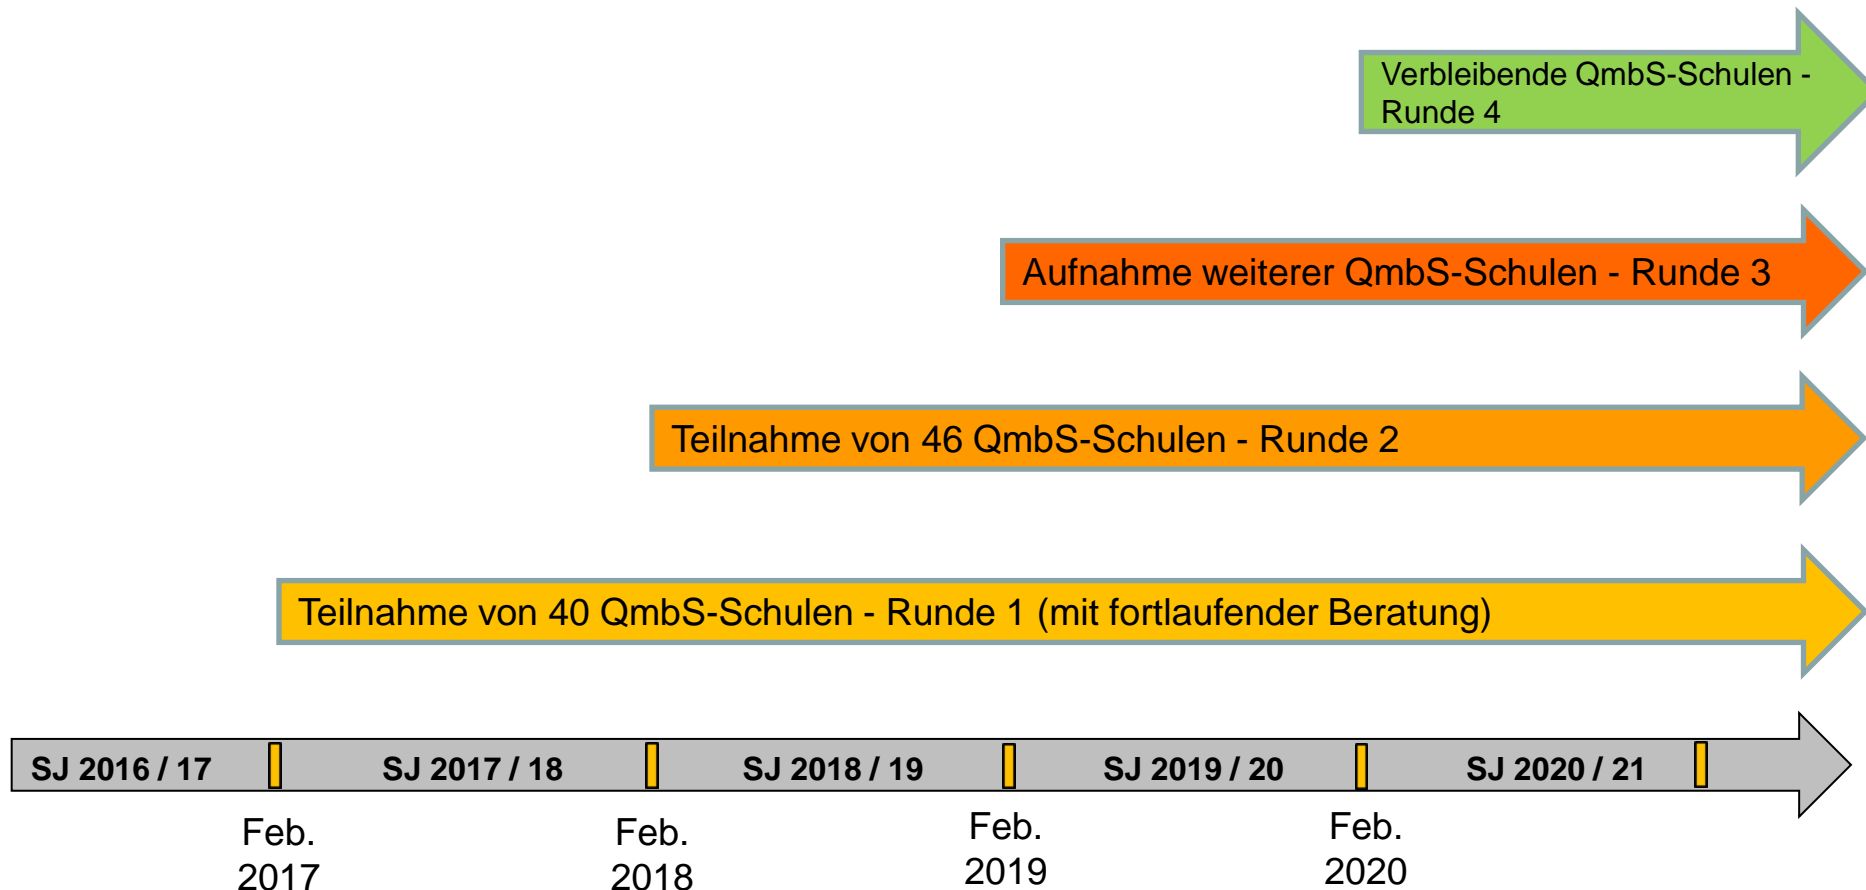 Verbleibende QmbS-Schulen -
Runde 4
Aufnahme weiterer QmbS-Schulen - Runde 3
Teilnahme von 46 QmbS-Schulen - Runde 2
Teilnahme von 40 QmbS-Schulen - Runde 1 (mit fortlaufender Beratung)
SJ 2016 / 17
SJ 2017 / 18
SJ 2018 / 19
SJ 2019 / 20
SJ 2020 / 21
Feb.
2017
Feb.
2018
Feb.
2019
Feb.
2020